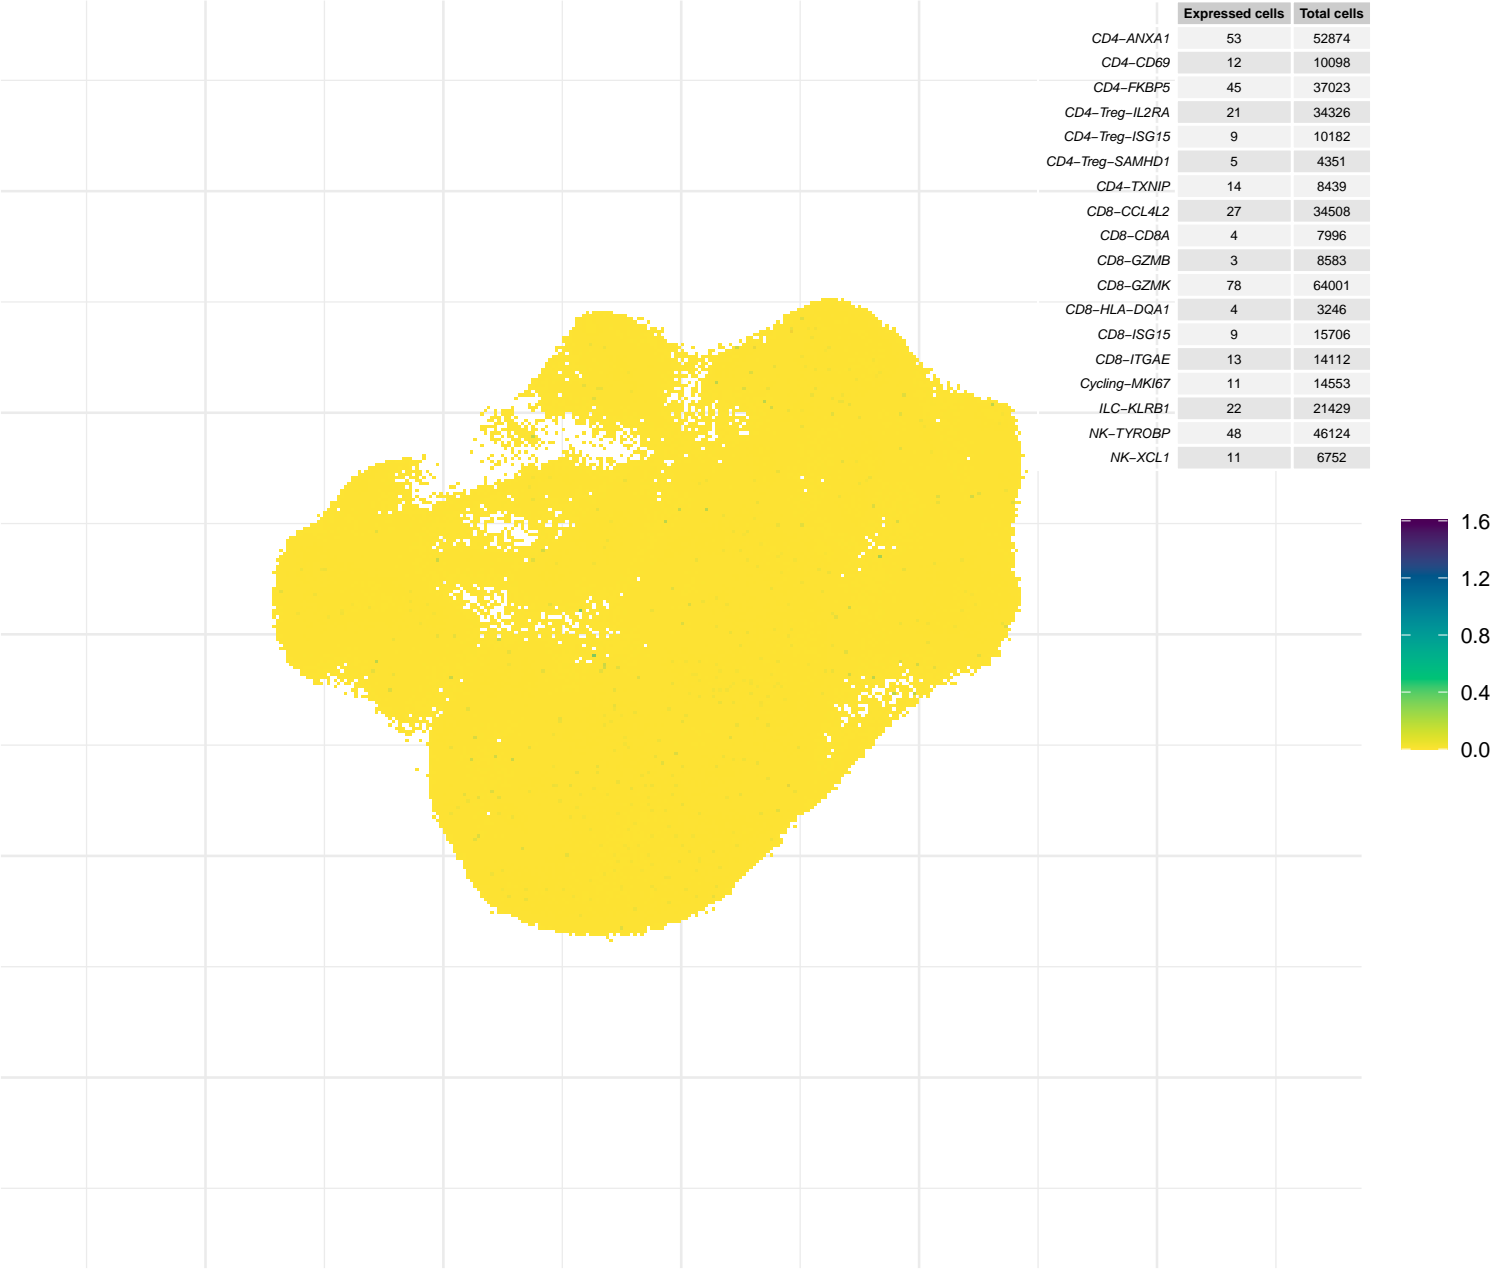 Expressed cells Total cells
CD4−ANXA1 53 52874
CD4−CD69 12 10098
CD4−FKBP5 45 37023
CD4−Treg−IL2RA 21 34326
CD4−Treg−ISG15 9 10182
CD4−Treg−SAMHD1 5 4351
CD4−TXNIP 14 8439
CD8−CCL4L2 27 34508
CD8−CD8A 4 7996
CD8−GZMB 3 8583
CD8−GZMK 78 64001
CD8−HLA−DQA1 4 3246
CD8−ISG15 9 15706
CD8−ITGAE 13 14112
Cycling−MKI67 11 14553
ILC−KLRB1 22 21429
NK−TYROBP 48 46124
NK−XCL1 11 6752
1.6
1.2
0.8
0.4
0.0